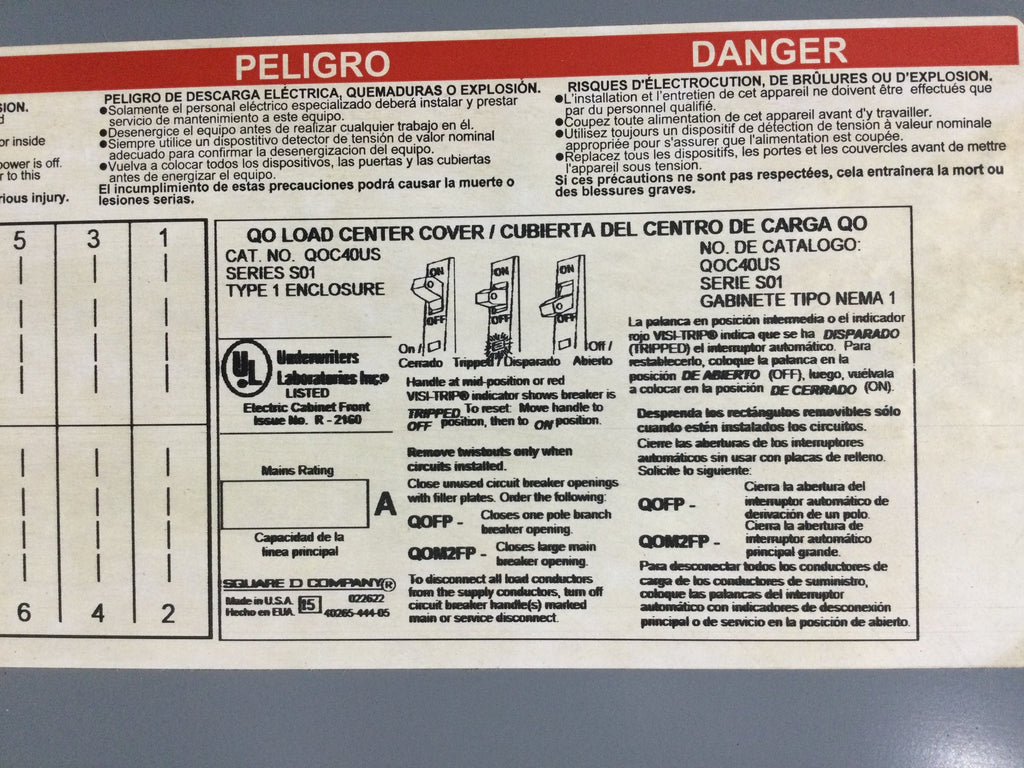 PELIGRO
DANGER
SION.
d
or inside
power is off.
r to this
rious injury.
PELIGRO DE DESCARGA ELÉCTRICA, QUEMADURAS O EXPLOSIÓN.
●Solamente el personal eléctrico especializado deberá instalar y prestar
servicio de mantenimiento a este equipo.
●Desenergice el equipo antes de realizar cualquier trabajo en él.
●Siempre utilice un dispostitivo detector de tensión de valor nominal
adecuado para confirmar la desenergizacion del equipo.
●Vuelva a colocar todos los dispositivos, las puertas y las cubiertas
antes de energizar el equipo.
El incumplimiento de estas precauciones podrá causar la muerte o
lesiones serias.
RISQUES D'ÉLECTROCUTION, DE BRÛLURES OU D'EXPLOSION.
●L'installation et l'entretien de cet appareil ne doivent être effectués que
par du personnel qualifié.
●Coupez toute alimentation de cet appareil avant d'y travailler.
●Utilisez toujours un dispositif de détection de tension à valeur nominale
appropriée pour s'assurer que l'alimentation est coupée.
●Replacez tous les dispositifs, les portes et les couvercles avant de mettre
l'appareil sous tension.
Si ces précautions ne sont pas respectées, cela entraînera la mort ou
des blessures graves.
5 3 1
6 4 2
QO LOAD CENTER COVER / CUBIERTA DEL CENTRO DE CARGA QO
CAT. NO. QOC40US
SERIES S01
TYPE 1 ENCLOSURE
Underwriters
Laboratories Inc.®
LISTED
Electric Cabinet Front
Issue No. R - 2160
UL
Mains Rating
A
Capacidad de la
línea principal
SQUARE D COMPANY®
Made in U.S.A.
Hecho en EUA.
15
022622
40265-444-05
ON ON ON
OFF OFF OFF
On / Tripped / Disparado Off /
Cerrado Abierto
Handle at mid-position or red
VISI-TRIP® indicator shows breaker is
TRIPPED. To reset: Move handle to
OFF position, then to ON position.
Remove twistouts only when
circuits installed.
Close unused circuit breaker openings
with filler plates. Order the following:
QOFP - Closes one pole branch
breaker opening.
QOM2FP - Closes large main
breaker opening.
To disconnect all load conductors
from the supply conductors, turn off
circuit breaker handle(s) marked
main or service disconnect.
NO. DE CATALOGO:
QOC40US
SERIE S01
GABINETE TIPO NEMA 1
La palanca en posición intermedia o el indicador
rojo VISI-TRIP® indica que se ha DISPARADO
(TRIPPED) el interruptor automático. Para
restablecerlo, coloque la palanca en la
posición DE ABIERTO (OFF), luego, vuélvala
a colocar en la posición DE CERRADO (ON).
Desprenda los rectángulos removibles sólo
cuando estén instalados los circuitos.
Cierre las aberturas de los interruptores
automáticos sin usar con placas de relleno.
Solicite lo siguiente:
QOFP - Cierra la abertura del
interruptor automático de
derivación de un polo.
QOM2FP - Cierra la abertura de
interruptor automático
principal grande.
Para desconectar todos los conductores de
carga de los conductores de suministro,
coloque las palancas del interruptor
automático con indicadores de desconexión
principal o de servicio en la posición de abierto.